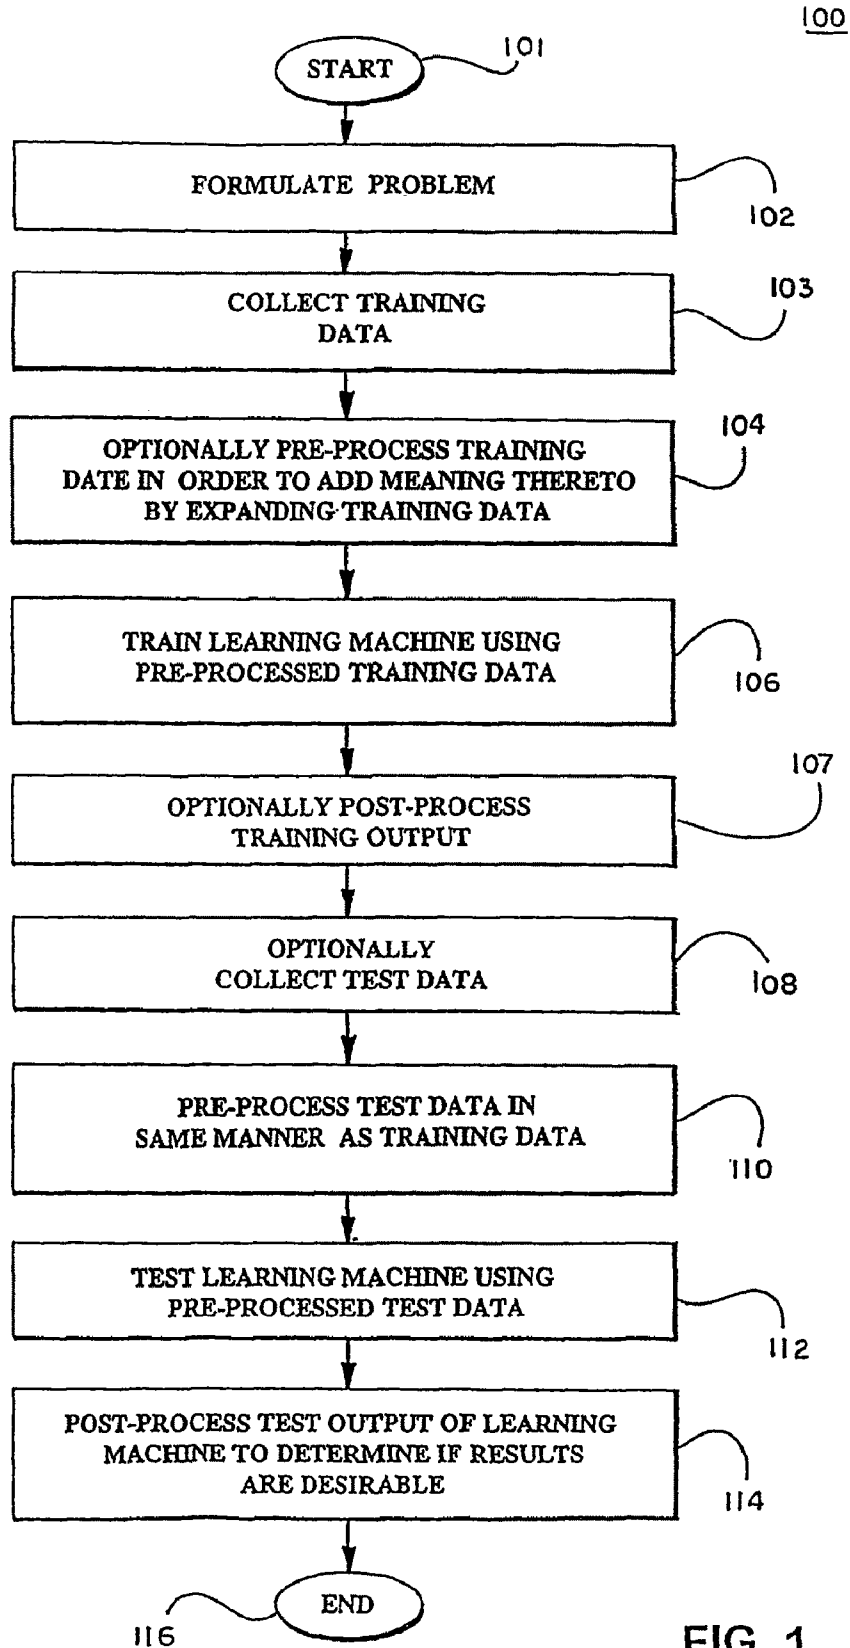 100
START
101
FORMULATE PROBLEM
102
COLLECT TRAINING
DATA
103
OPTIONALLY PRE-PROCESS TRAINING
DATE IN ORDER TO ADD MEANING THERETO
BY EXPANDING TRAINING DATA
104
TRAIN LEARNING MACHINE USING
PRE-PROCESSED TRAINING DATA
106
OPTIONALLY POST-PROCESS
TRAINING OUTPUT
107
OPTIONALLY
COLLECT TEST DATA
108
PRE-PROCESS TEST DATA IN
SAME MANNER AS TRAINING DATA
110
TEST LEARNING MACHINE USING
PRE-PROCESSED TEST DATA
112
POST-PROCESS TEST OUTPUT OF LEARNING
MACHINE TO DETERMINE IF RESULTS
ARE DESIRABLE
114
END
116
FIG. 1